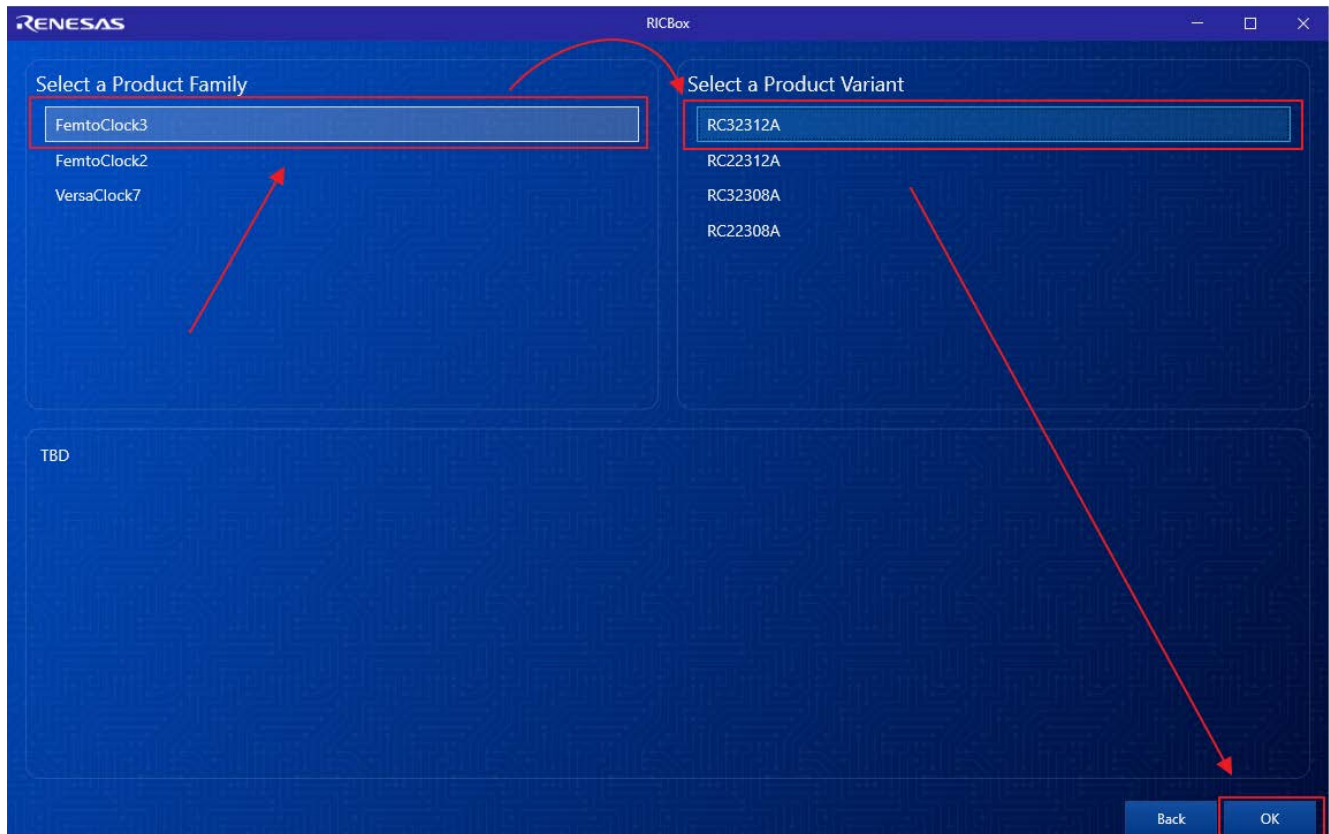 RENESAS
RICBox
Select a Product Family
FemtoClock3
FemtoClock2
VersaClock7
Select a Product Variant
RC32312A
RC22312A
RC32308A
RC22308A
TBD
Back
OK